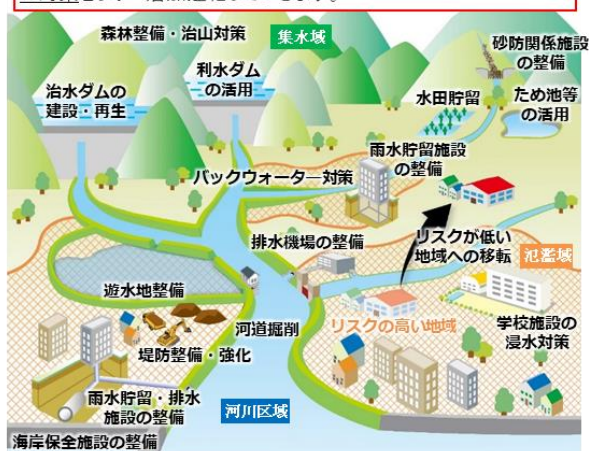 森林整備・治山対策
集水域
砂防関係施設
の整備
治水ダムの
建設・再生
利水ダム
の活用
水田貯留
ため池等
の活用
雨水貯留施設
の整備
バックウォーター対策
排水機場の整備
リスクが低い
地域への移転
氾濫域
遊水地整備
河道掘削
リスクの高い地域
学校施設の
浸水対策
堤防整備・強化
雨水貯留・排水
施設の整備
河川区域
海岸保全施設の整備